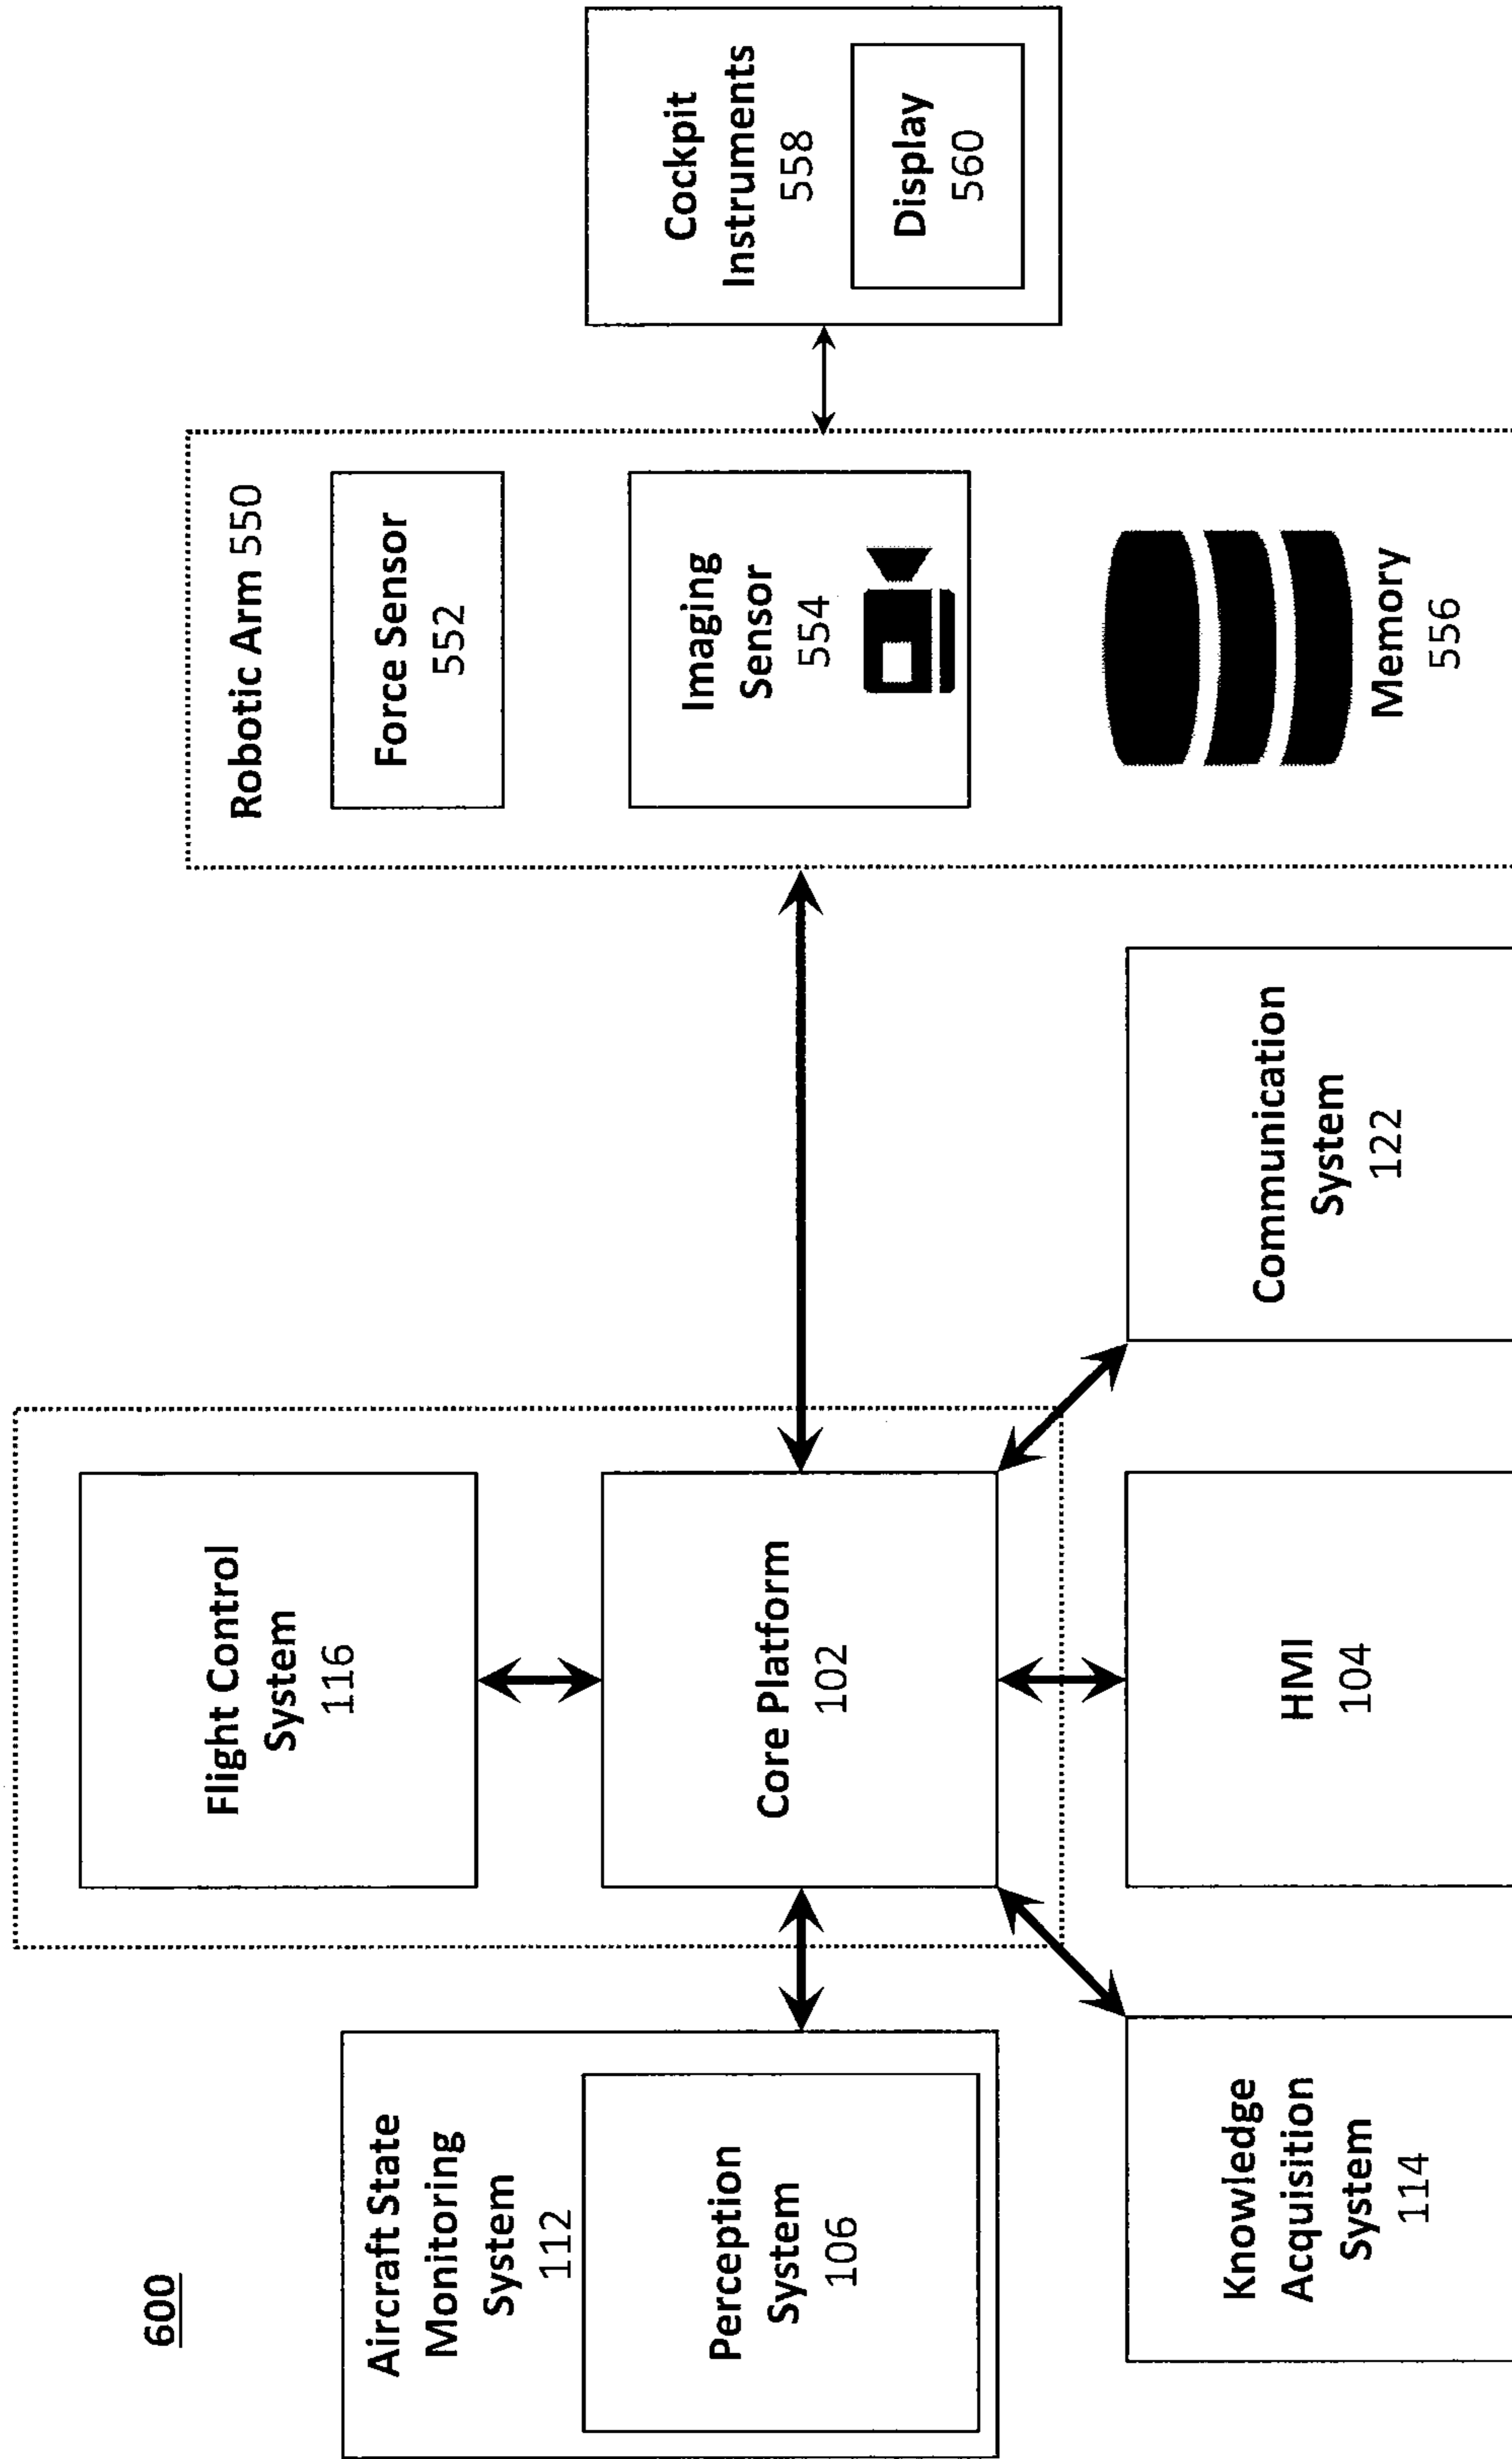 600
Aircraft State
Monitoring
System
112
Perception
System
106
Flight Control
System
116
Core Platform
102
Knowledge
Acquisition
System
114
HMI
104
Communication
System
122
Robotic Arm 550
Force Sensor
552
Imaging
Sensor
554
Memory
556
Cockpit
Instruments
558
Display
560